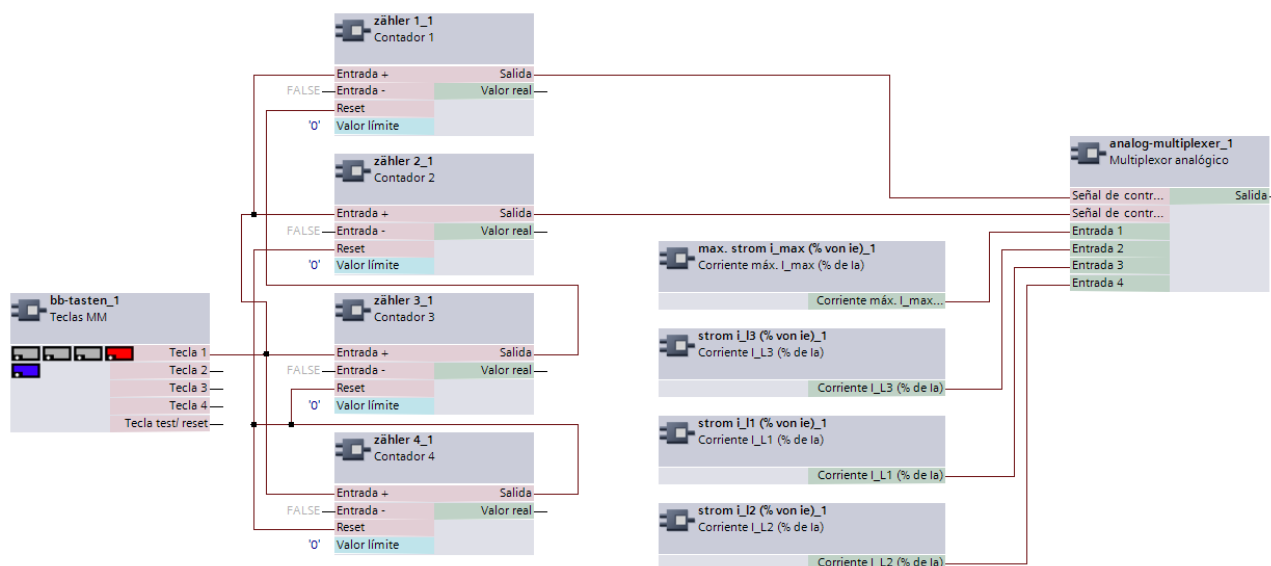 zähler 1_1
Contador 1
Entrada + Salida
FALSE Entrada - Valor real
Reset
'0' Valor límite
zähler 2_1
Contador 2
Entrada + Salida
FALSE Entrada - Valor real
Reset
'0' Valor límite
zähler 3_1
Contador 3
Entrada + Salida
FALSE Entrada - Valor real
Reset
'0' Valor límite
zähler 4_1
Contador 4
Entrada + Salida
FALSE Entrada - Valor real
Reset
'0' Valor límite
bb-tasten_1
Teclas MM
Tecla 1
Tecla 2
Tecla 3
Tecla 4
Tecla test/ reset
max. strom i_max (% von ie)_1
Corriente máx. I_max (% de Ia)
Corriente máx. I_max...
strom i_l3 (% von ie)_1
Corriente I_L3 (% de Ia)
Corriente I_L3 (% de Ia)
strom i_l1 (% von ie)_1
Corriente I_L1 (% de Ia)
Corriente I_L1 (% de Ia)
strom i_l2 (% von ie)_1
Corriente I_L2 (% de Ia)
Corriente I_L2 (% de Ia)
analog-multiplexer_1
Multiplexor analógico
Señal de contr... Salida
Señal de contr...
Entrada 1
Entrada 2
Entrada 3
Entrada 4